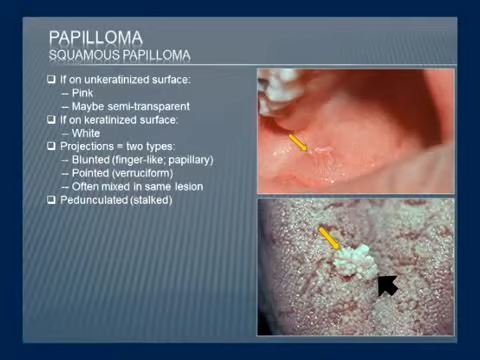 PAPILLOMA
SQUAMOUS PAPILLOMA
❑ If on unkeratinized surface:
– Pink
– Maybe semi-transparent
❑ If on keratinized surface:
– White
❑ Projections = two types:
– Blunted (finger-like; papillary)
– Pointed (verruciform)
– Often mixed in same lesion
❑ Pedunculated (stalked)